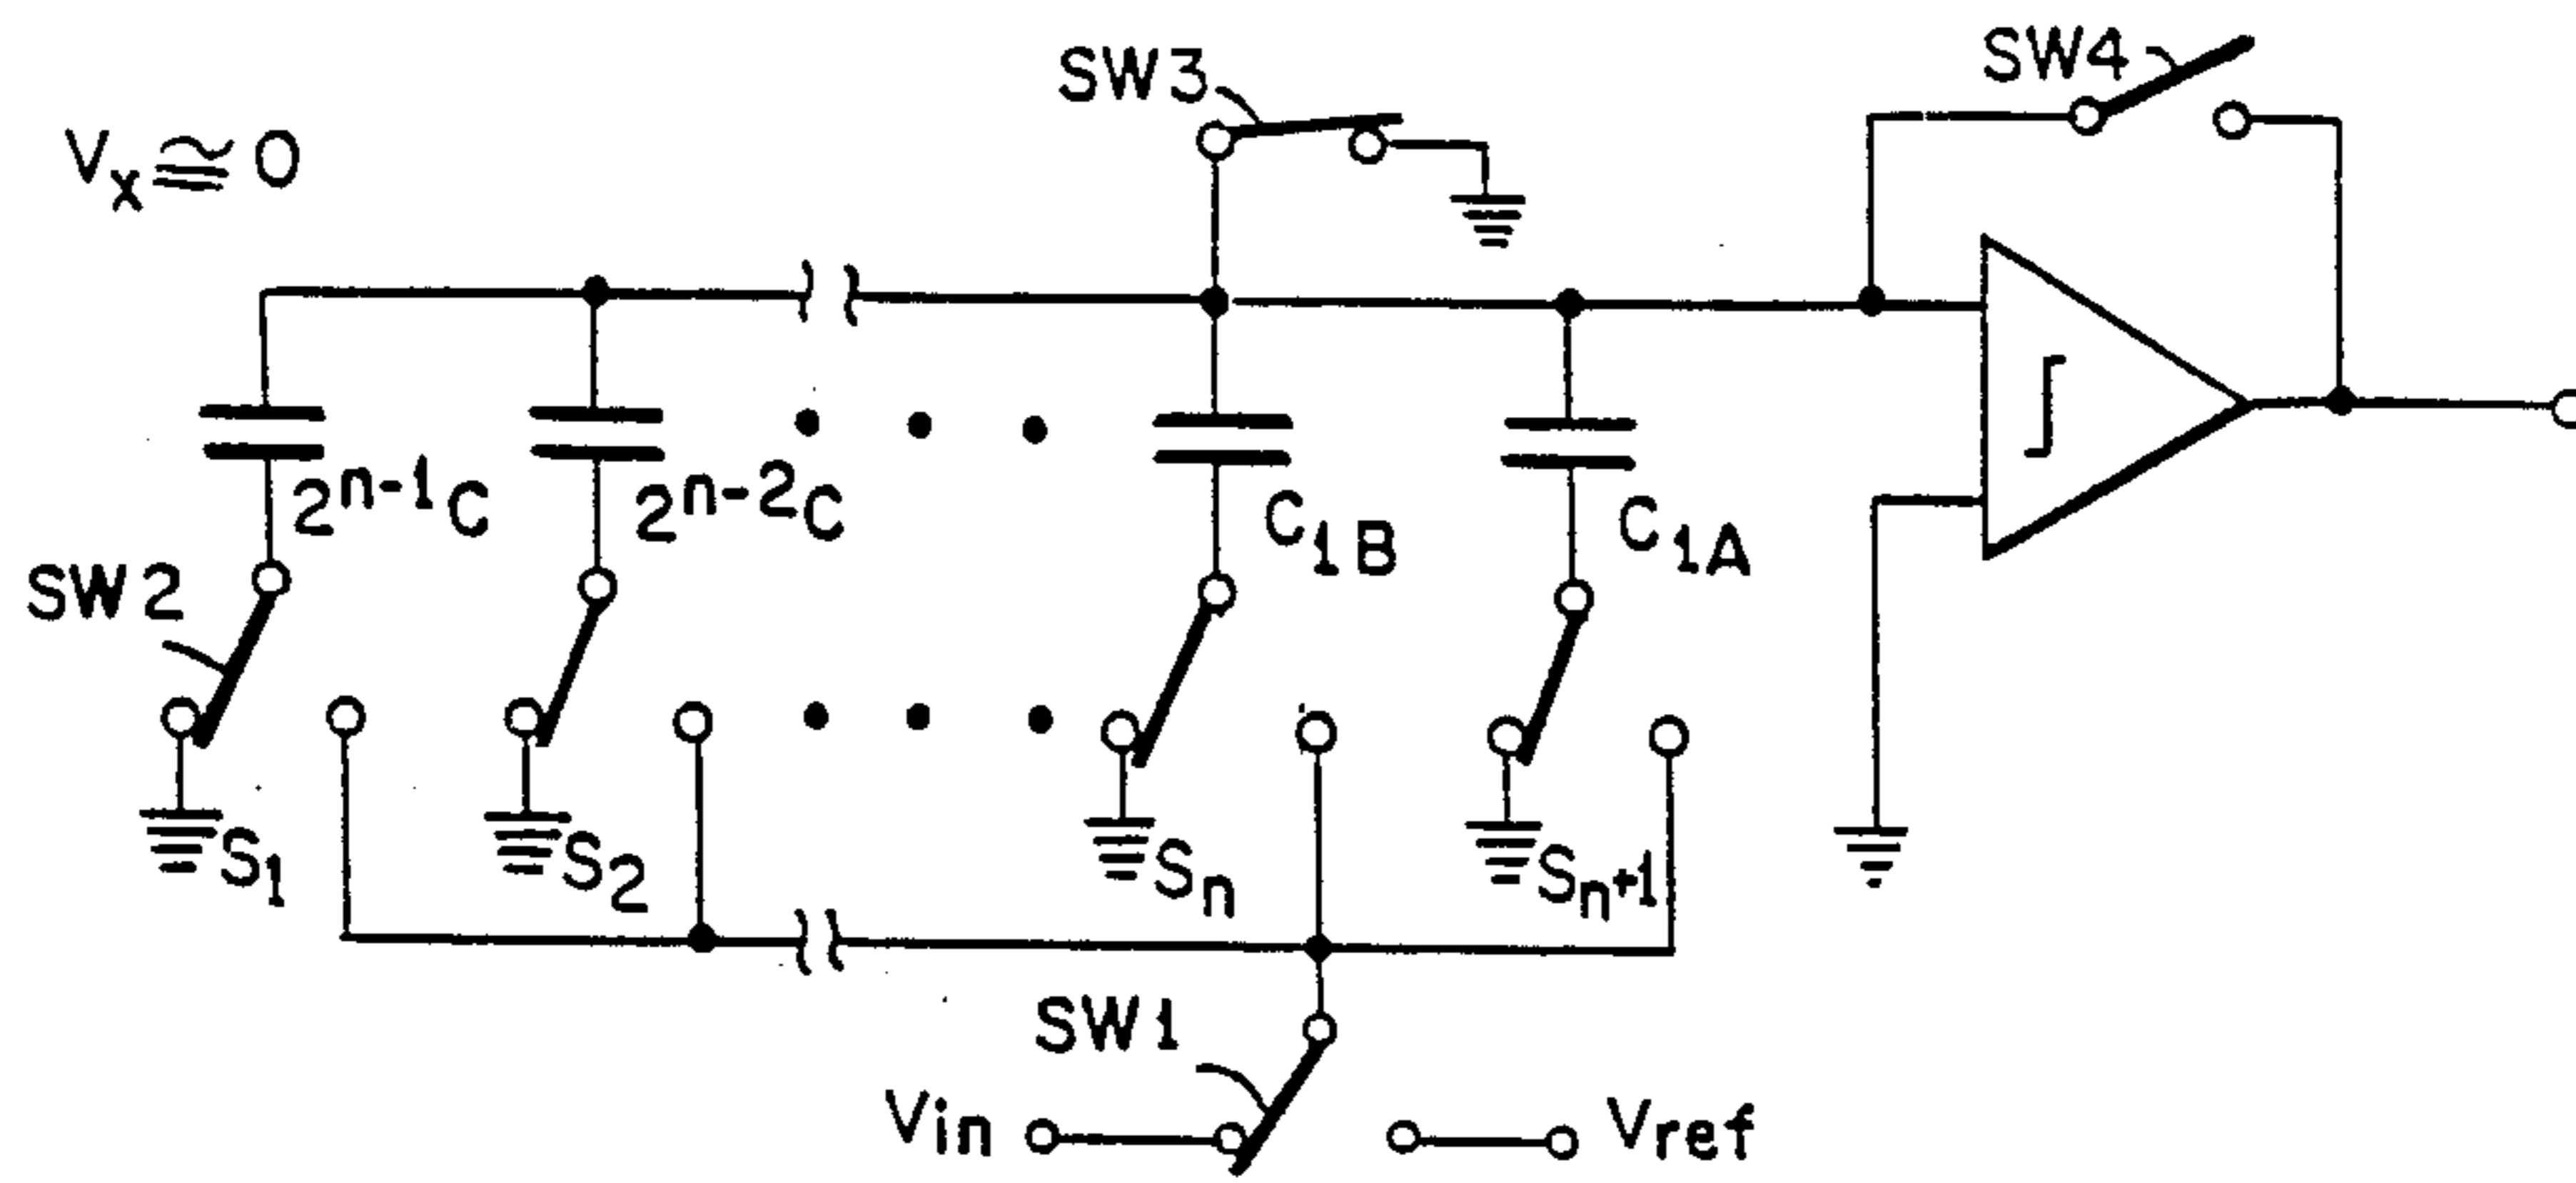 SW3
SW4
Vₓ ≅ 0
2ⁿ⁻¹C
2ⁿ⁻²C
C₁B
C₁A
SW2
S₁
S₂
Sₙ
Sₙ₊₁
SW1
Vin
Vref